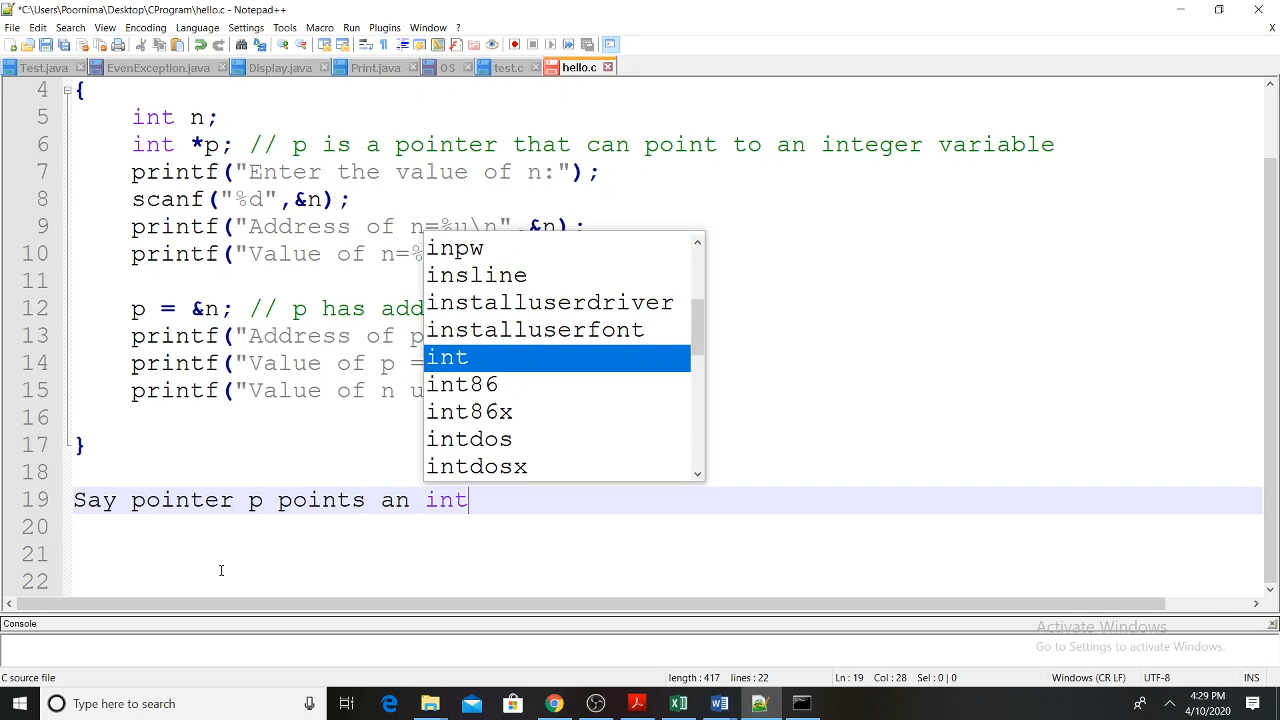 *C:\Users\Poornima\Desktop\CProgram\hello.c - Notepad++
File Edit Search View Encoding Language Settings Tools Macro Run Plugins Window ? X
Test.java EvenException.java Display.java Print.java OS test.c hello.c
4 {
5 int n;
6 int *p; // p is a pointer that can point to an integer variable
7 printf("Enter the value of n:");
8 scanf("%d",&n);
9 printf("Address of n=%u\n",&n);
10 printf("Value of n=%
11
12 p = &n; // p has add
13 printf("Address of p
14 printf("Value of p =
15 printf("Value of n u
16
17 }
18
19 Say pointer p points an int
20
21
22
inpw
insline
installuserdriver
installuserfont
int
int86
int86x
intdos
intdosx
Console
Activate Windows
Go to Settings to activate Windows.
C source file length : 417 lines : 22 Ln : 19 Col : 28 Sel : 0 | 0 Windows (CR LF) UTF-8 INS
Type here to search
4:29 PM
4/10/2020